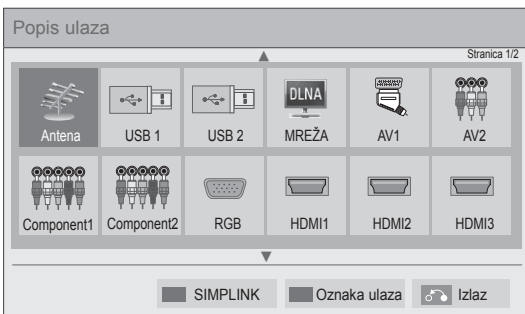 Popis ulaza
Stranica 1/2
DLNA
Antena USB 1 USB 2 MREŽA AV1 AV2
Component1 Component2 RGB HDMI1 HDMI2 HDMI3
SIMPLINK Oznaka ulaza Izlaz